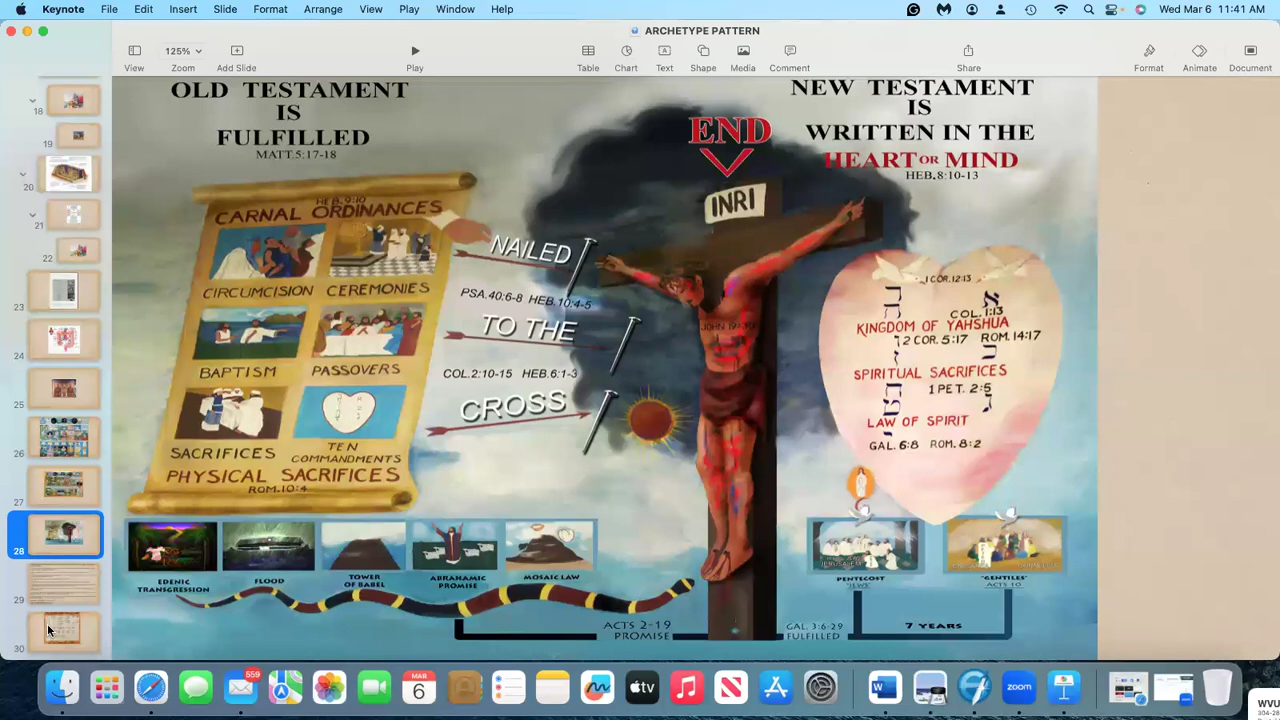 Keynote File Edit Insert Slide Format Arrange View Play Window Help Wed Mar 6 11:41 AM
ARCHETYPE PATTERN
125%
View Zoom Add Slide Play Table Chart Text Shape Media Comment Share Format Animate Document
18
19
20
21
22
23
24
25
26
27
28
29
30
OLD TESTAMENT
IS
FULFILLED
MATT.5:17-18
HEB.9:10
CARNAL ORDINANCES
CIRCUMCISION CEREMONIES
BAPTISM PASSOVERS
SACRIFICES TEN
COMMANDMENTS
PHYSICAL SACRIFICES
ROM.10:4
NAILED
PSA.40:6-8 HEB.10:4-5
TO THE
COL.2:10-15 HEB.6:1-3
CROSS
END
INRI
NEW TESTAMENT
IS
WRITTEN IN THE
HEART OR MIND
HEB.8:10-13
1 COR.12:13
COL.1:13
KINGDOM OF YAHSHUA
2 COR.5:17 ROM.14:17
SPIRITUAL SACRIFICES
1 PET. 2:5
LAW OF SPIRIT
GAL. 6:8 ROM. 8:2
EDENIC
TRANSGRESSION
FLOOD
TOWER
OF BABEL
ABRAHAMIC
PROMISE
MOSAIC LAW
JERUSALEM
PENTECOST
"JEWS"
"GENTILES"
ACTS 10
ACTS 2-19
PROMISE
GAL. 3:6-29
FULFILLED
7 YEARS
559
MAR
6
tv
zoom
WVU